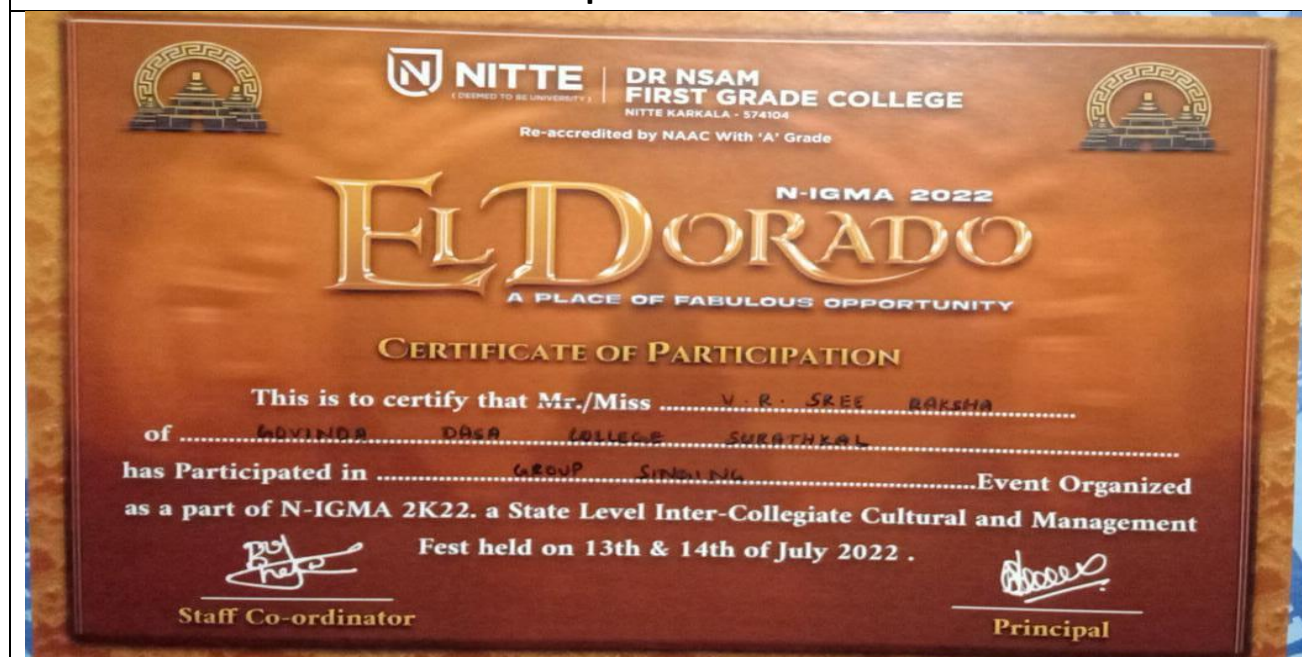 NITTE
( DEEMED TO BE UNIVERSITY )
DR NSAM
FIRST GRADE COLLEGE
NITTE KARKALA - 574104
Re-accredited by NAAC With 'A' Grade
N-IGMA 2022
EL DORADO
A PLACE OF FABULOUS OPPORTUNITY
CERTIFICATE OF PARTICIPATION
This is to certify that Mr./Miss V. R. SREE RAKSHA
of GOVINDA DASA COLLEGE SURATHKAL
has Participated in GROUP SINGING Event Organized
as a part of N-IGMA 2K22. a State Level Inter-Collegiate Cultural and Management
Fest held on 13th & 14th of July 2022 .
Staff Co-ordinator
Principal